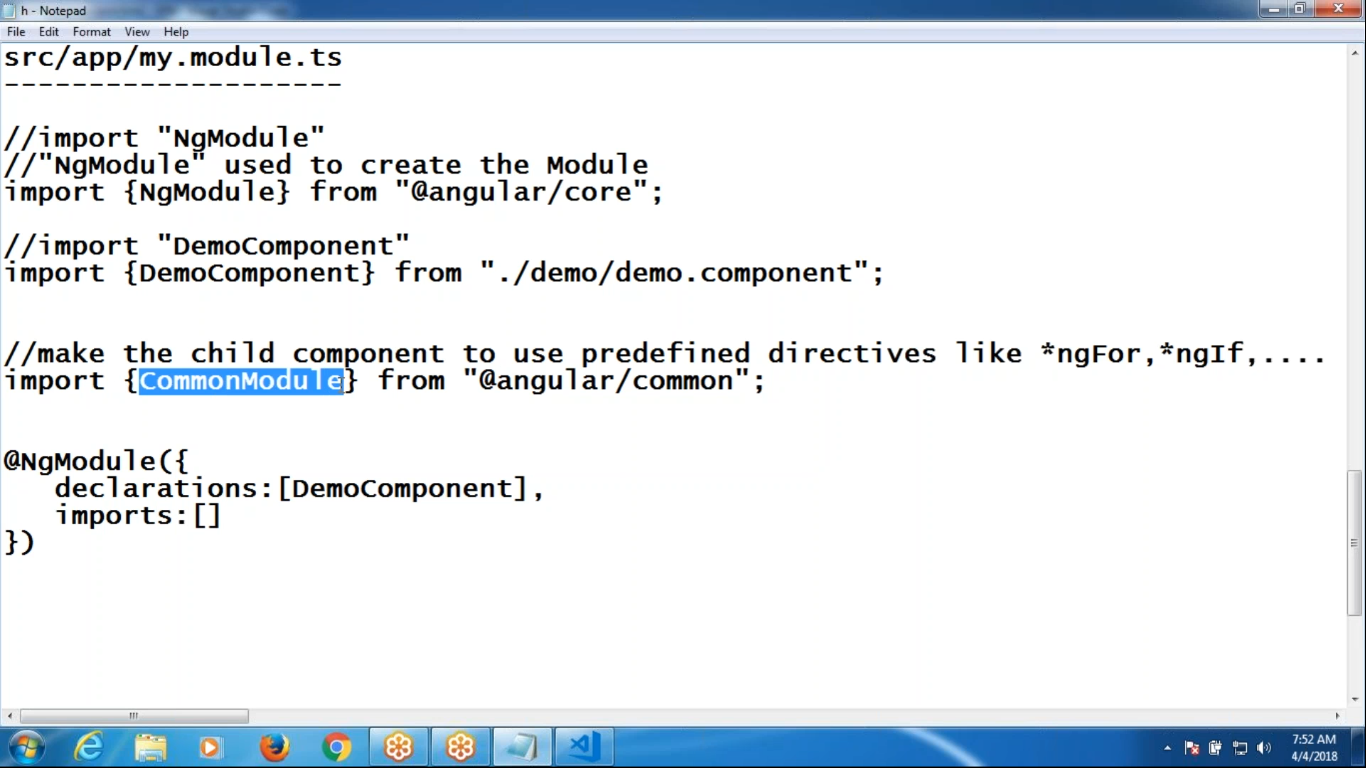 h - Notepad
File Edit Format View Help
src/app/my.module.ts
--------------------
//import "NgModule"
//"NgModule" used to create the Module
import {NgModule} from "@angular/core";
//import "DemoComponent"
import {DemoComponent} from "./demo/demo.component";
//make the child component to use predefined directives like *ngFor,*ngIf,....
import {CommonModule} from "@angular/common";
@NgModule({
declarations:[DemoComponent],
imports:[]
})
7:52 AM
4/4/2018